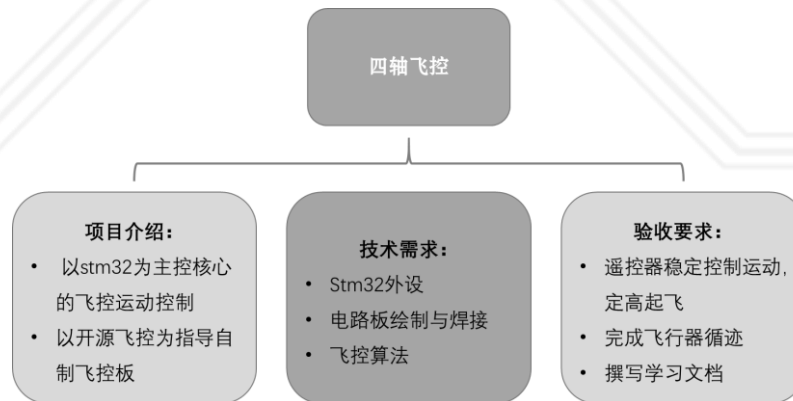 四轴飞控
项目介绍：
• 以stm32为主控核心
的飞控运动控制
• 以开源飞控为指导自
制飞控板
技术需求：
• Stm32外设
• 电路板绘制与焊接
• 飞控算法
验收要求：
• 遥控器稳定控制运动，
定高起飞
• 完成飞行器循迹
• 撰写学习文档